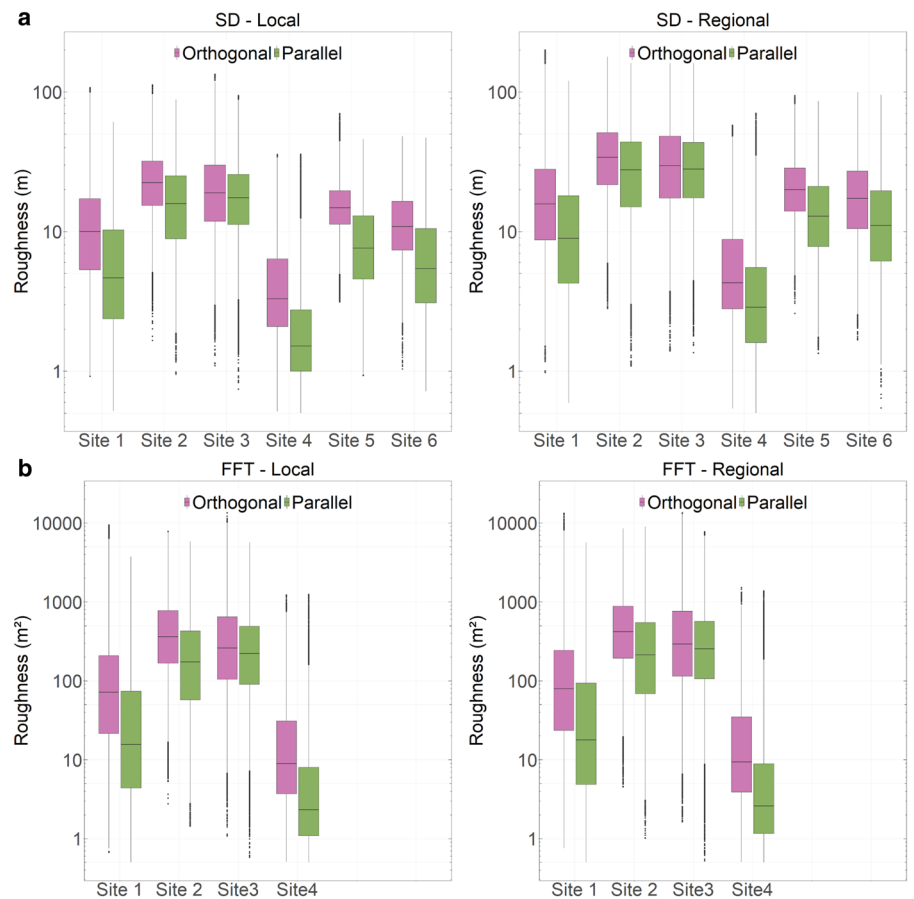 a
SD - Local
Orthogonal Parallel
Roughness (m)
100
10
1
Site 1 Site 2 Site 3 Site 4 Site 5 Site 6
SD - Regional
Orthogonal Parallel
Roughness (m)
100
10
1
Site 1 Site 2 Site 3 Site 4 Site 5 Site 6
b
FFT - Local
Orthogonal Parallel
Roughness (m²)
10000
1000
100
10
1
Site 1 Site 2 Site3 Site4
FFT - Regional
Orthogonal Parallel
Roughness (m²)
10000
1000
100
10
1
Site 1 Site 2 Site3 Site4